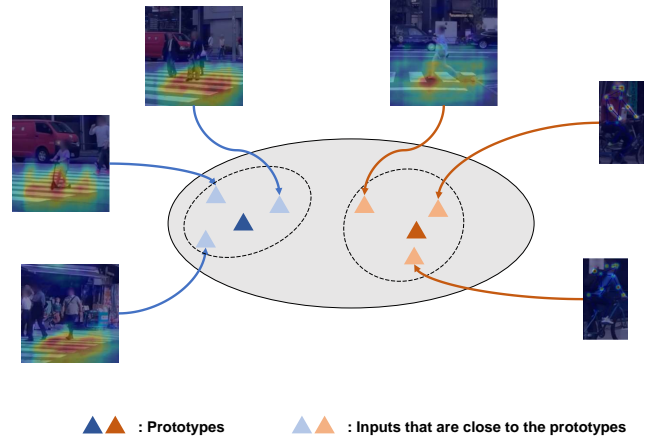 : Prototypes
: Inputs that are close to the prototypes